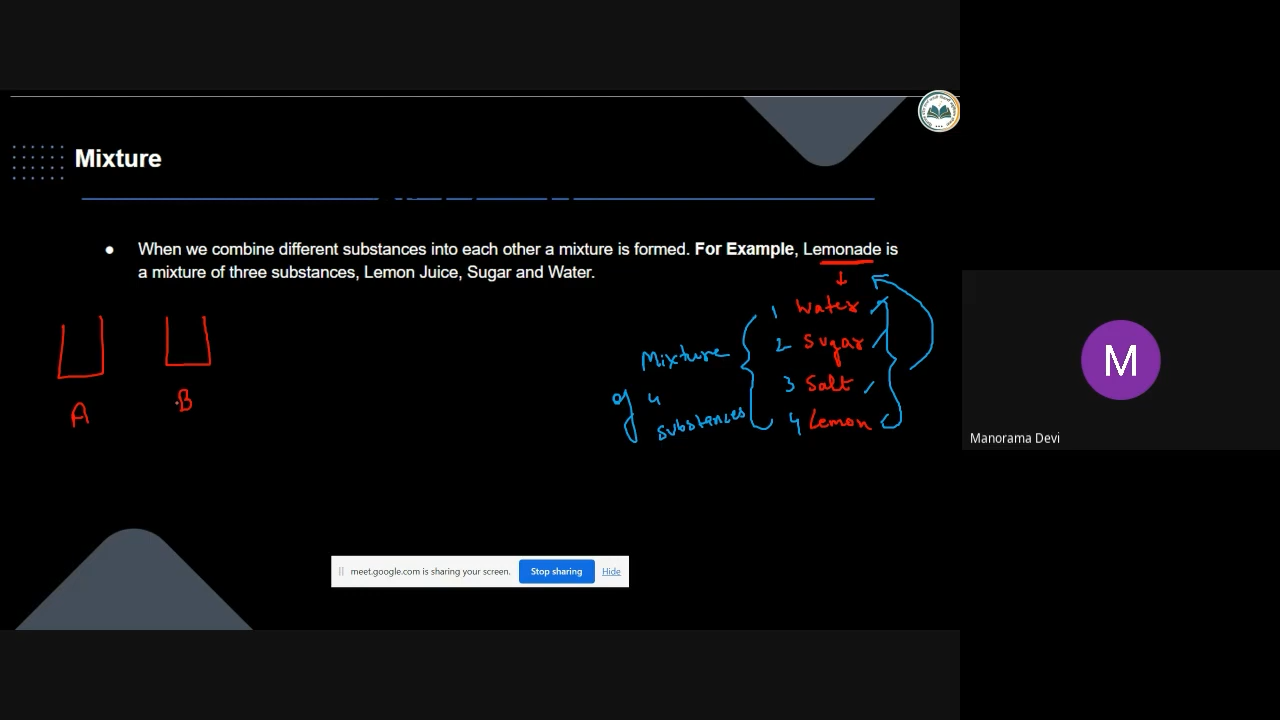 Mixture
When we combine different substances into each other a mixture is formed. For Example, Lemonade is
a mixture of three substances, Lemon Juice, Sugar and Water.
1 Water
2 Sugar
3 Salt
4 Lemon
Mixture
of 4
substances
A
B
M
Manorama Devi
meet.google.com is sharing your screen.
Stop sharing
Hide